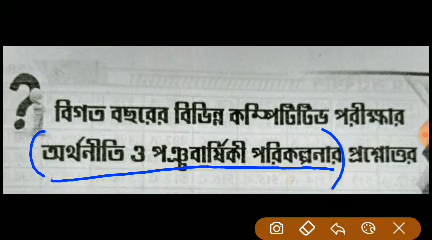 বিগত বছরের বিভিন্ন কম্পিটিটিভ পরীক্ষার
অর্থনীতি ও পঞ্চবার্ষিকী পরিকল্পনার প্রশ্নোত্তর